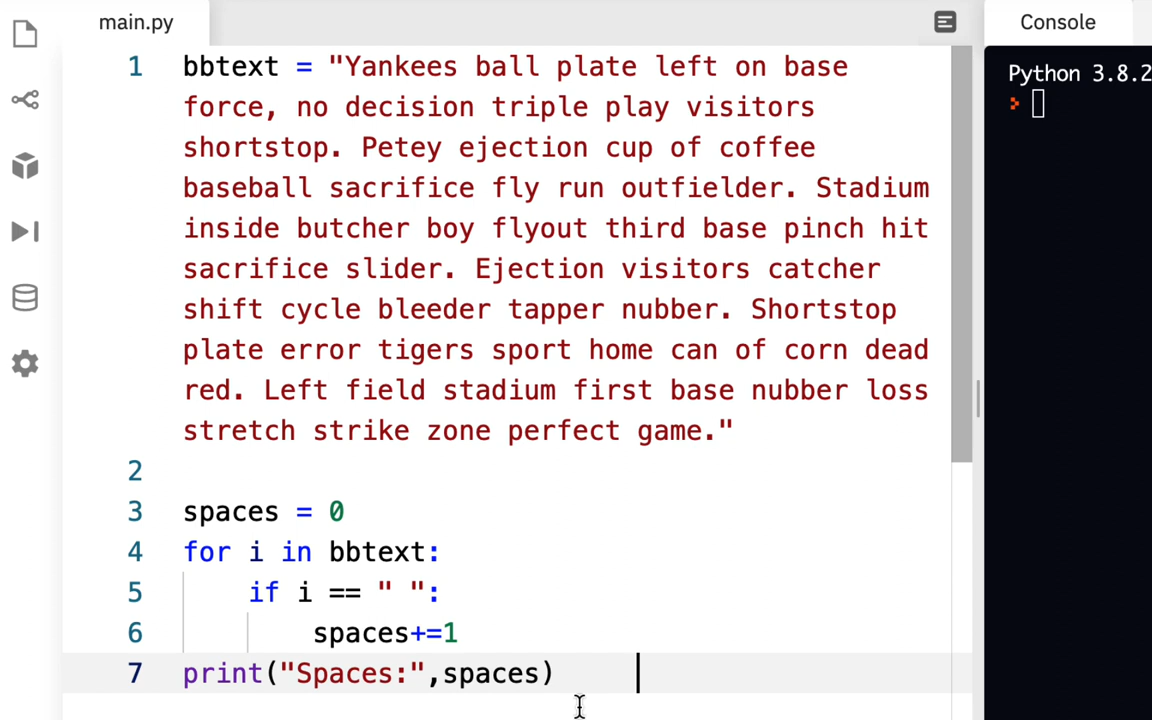 main.py
Console
1 bbtext = "Yankees ball plate left on base
force, no decision triple play visitors
shortstop. Petey ejection cup of coffee
baseball sacrifice fly run outfielder. Stadium
inside butcher boy flyout third base pinch hit
sacrifice slider. Ejection visitors catcher
shift cycle bleeder tapper nubber. Shortstop
plate error tigers sport home can of corn dead
red. Left field stadium first base nubber loss
stretch strike zone perfect game."
2
3 spaces = 0
4 for i in bbtext:
5 if i == " ":
6 spaces+=1
7 print("Spaces:",spaces)
Python 3.8.2